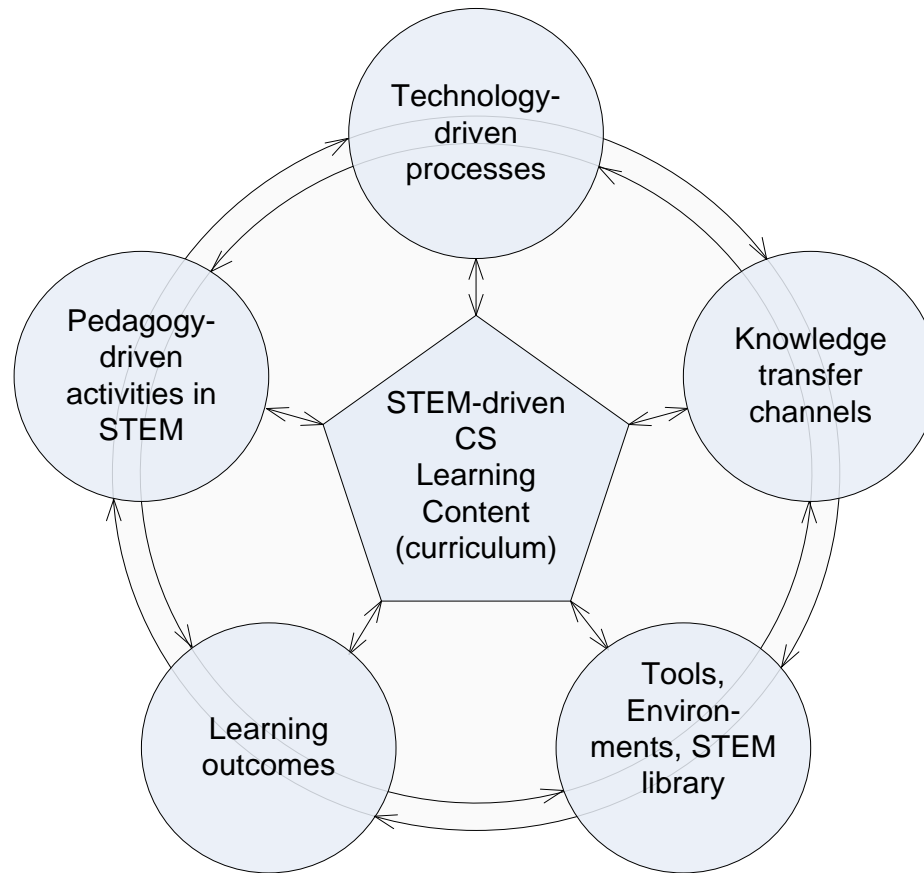 Technology-
driven
processes
Pedagogy-
driven
activities in
STEM
Knowledge
transfer
channels
STEM-driven
CS
Learning
Content
(curriculum)
Learning
outcomes
Tools,
Environ-
ments, STEM
library